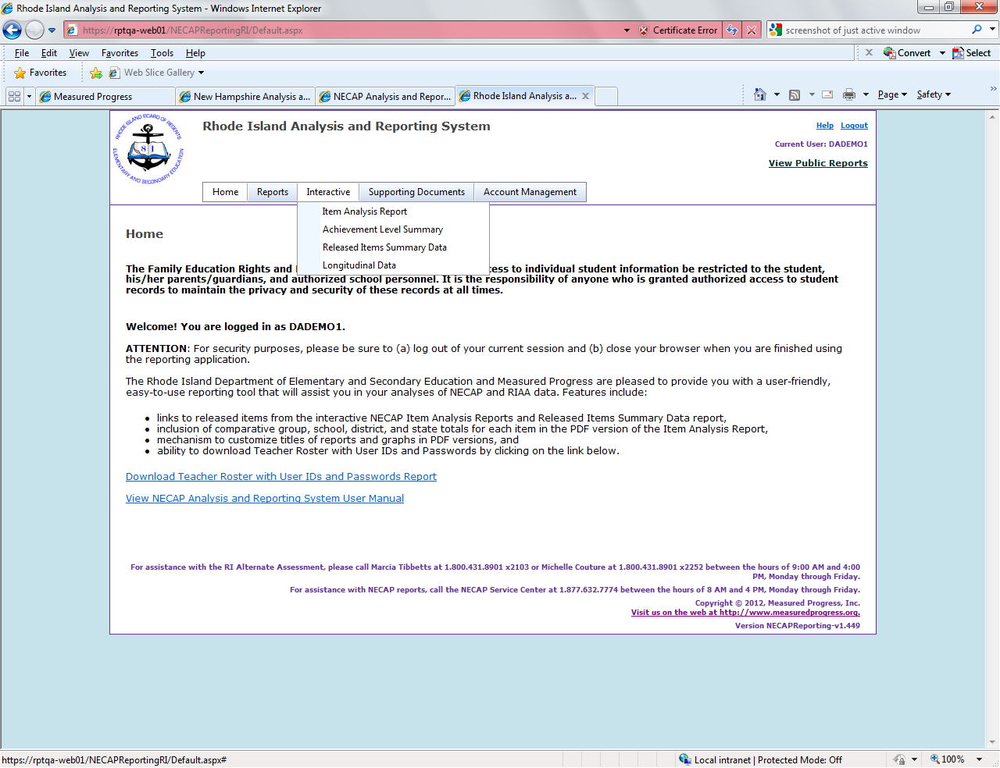 Rhode Island Analysis and Reporting System - Windows Internet Explorer
https://rptqa-web01/NECAPReportingRI/Default.aspx
Certificate Error
screenshot of just active window
File Edit View Favorites Tools Help
Convert Select
Favorites
Web Slice Gallery
Measured Progress
New Hampshire Analysis a...
NECAP Analysis and Repor...
Rhode Island Analysis a...
Page Safety
RHODE ISLAND BOARD OF REGENTS
ELEMENTARY AND SECONDARY EDUCATION
Rhode Island Analysis and Reporting System
Help Logout
Current User: DADEMO1
View Public Reports
Home Reports Interactive Supporting Documents Account Management
Item Analysis Report
Achievement Level Summary
Released Items Summary Data
Longitudinal Data
Home
The Family Education Rights and cess to individual student information be restricted to the student,
his/her parents/guardians, and authorized school personnel. It is the responsibility of anyone who is granted authorized access to student
records to maintain the privacy and security of these records at all times.
Welcome! You are logged in as DADEMO1.
ATTENTION: For security purposes, please be sure to (a) log out of your current session and (b) close your browser when you are finished using
the reporting application.
The Rhode Island Department of Elementary and Secondary Education and Measured Progress are pleased to provide you with a user-friendly,
easy-to-use reporting tool that will assist you in your analyses of NECAP and RIAA data. Features include:
• links to released items from the interactive NECAP Item Analysis Reports and Released Items Summary Data report,
• inclusion of comparative group, school, district, and state totals for each item in the PDF version of the Item Analysis Report,
• mechanism to customize titles of reports and graphs in PDF versions, and
• ability to download Teacher Roster with User IDs and Passwords by clicking on the link below.
Download Teacher Roster with User IDs and Passwords Report
View NECAP Analysis and Reporting System User Manual
For assistance with the RI Alternate Assessment, please call Marcia Tibbetts at 1.800.431.8901 x2103 or Michelle Couture at 1.800.431.8901 x2252 between the hours of 9:00 AM and 4:00
PM, Monday through Friday.
For assistance with NECAP reports, call the NECAP Service Center at 1.877.632.7774 between the hours of 8 AM and 4 PM, Monday through Friday.
Copyright © 2012, Measured Progress, Inc.
Visit us on the web at http://www.measuredprogress.org.
Version NECAPReporting-v1.449
https://rptqa-web01/NECAPReportingRI/Default.aspx#
Local intranet | Protected Mode: Off
100%